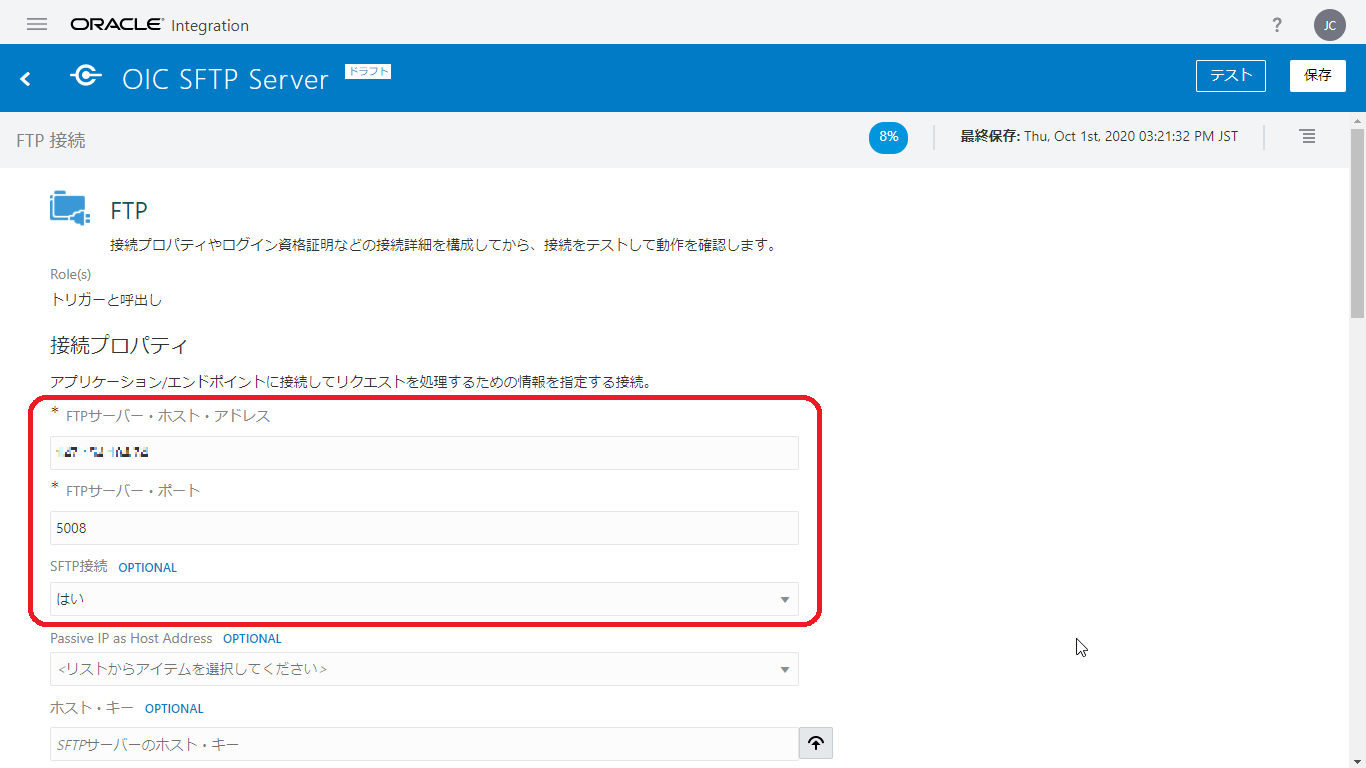 ORACLE Integration
?
JC
OIC SFTP Server ドラフト
テスト
保存
FTP 接続
8%
最終保存: Thu, Oct 1st, 2020 03:21:32 PM JST
FTP
接続プロパティやログイン資格証明などの接続詳細を構成してから、接続をテストして動作を確認します。
Role(s)
トリガーと呼出し
接続プロパティ
アプリケーション/エンドポイントに接続してリクエストを処理するための情報を指定する接続。
* FTPサーバー・ホスト・アドレス
* FTPサーバー・ポート
5008
SFTP接続 OPTIONAL
はい
Passive IP as Host Address OPTIONAL
<リストからアイテムを選択してください>
ホスト・キー OPTIONAL
SFTPサーバーのホスト・キー